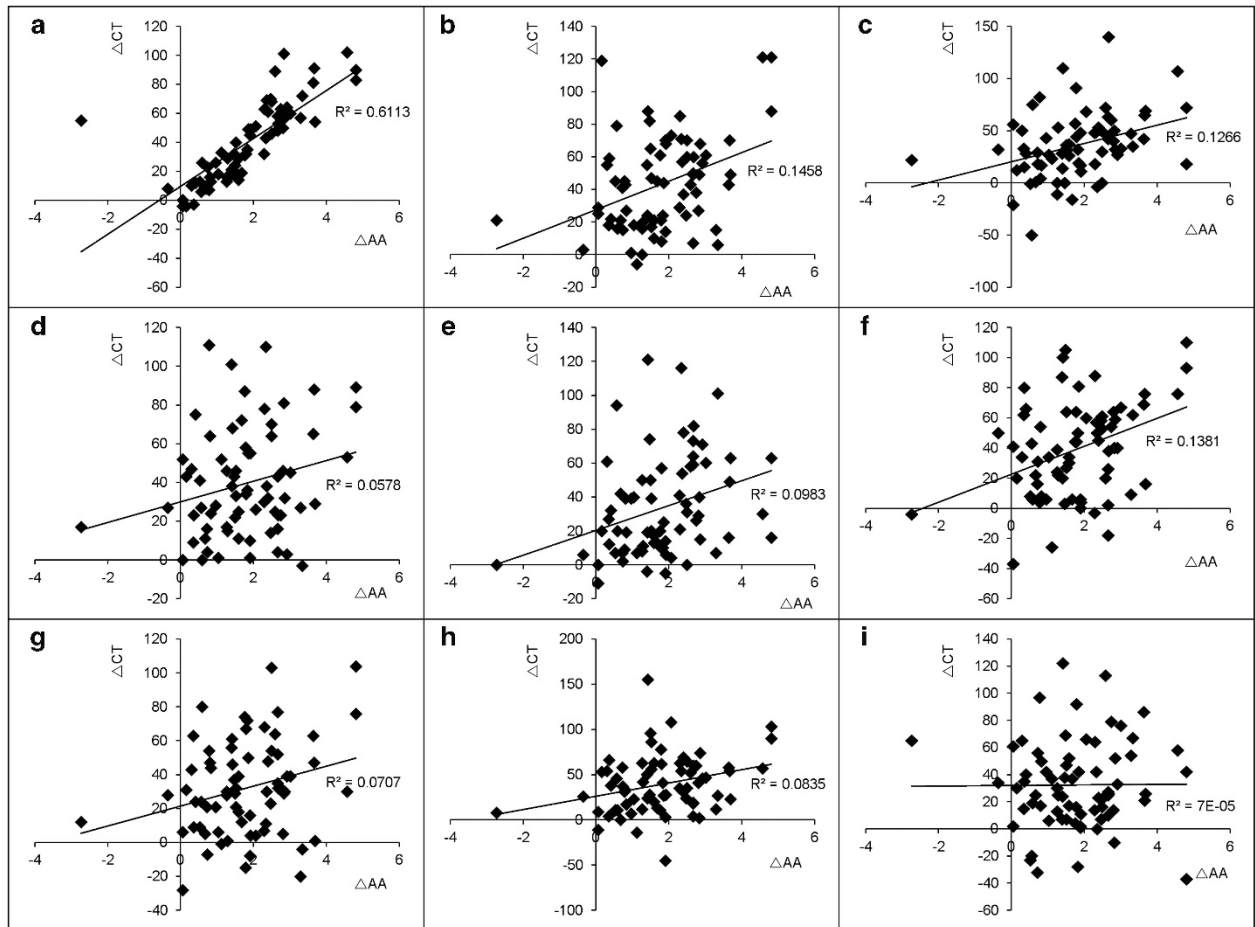 a
△CT
120
100
80
60
40
20
0
-20
-40
-60
-4 -2 0 2 4 6
△AA
R² = 0.6113
b
△CT
140
120
100
80
60
40
20
0
-20
-4 -2 0 2 4 6
△AA
R² = 0.1458
c
△CT
150
100
50
0
-50
-100
-4 -2 0 2 4 6
△AA
R² = 0.1266
d
△CT
120
100
80
60
40
20
0
-20
-4 -2 0 2 4 6
△AA
R² = 0.0578
e
△CT
140
120
100
80
60
40
20
0
-20
-4 -2 0 2 4 6
△AA
R² = 0.0983
f
△CT
120
100
80
60
40
20
0
-20
-40
-60
-4 -2 0 2 4 6
△AA
R² = 0.1381
g
△CT
120
100
80
60
40
20
0
-20
-40
-4 -2 0 2 4 6
△AA
R² = 0.0707
h
△CT
200
150
100
50
0
-50
-100
-4 -2 0 2 4 6
△AA
R² = 0.0835
i
△CT
140
120
100
80
60
40
20
0
-20
-40
-60
-4 -2 0 2 4 6
△AA
R² = 7E-05